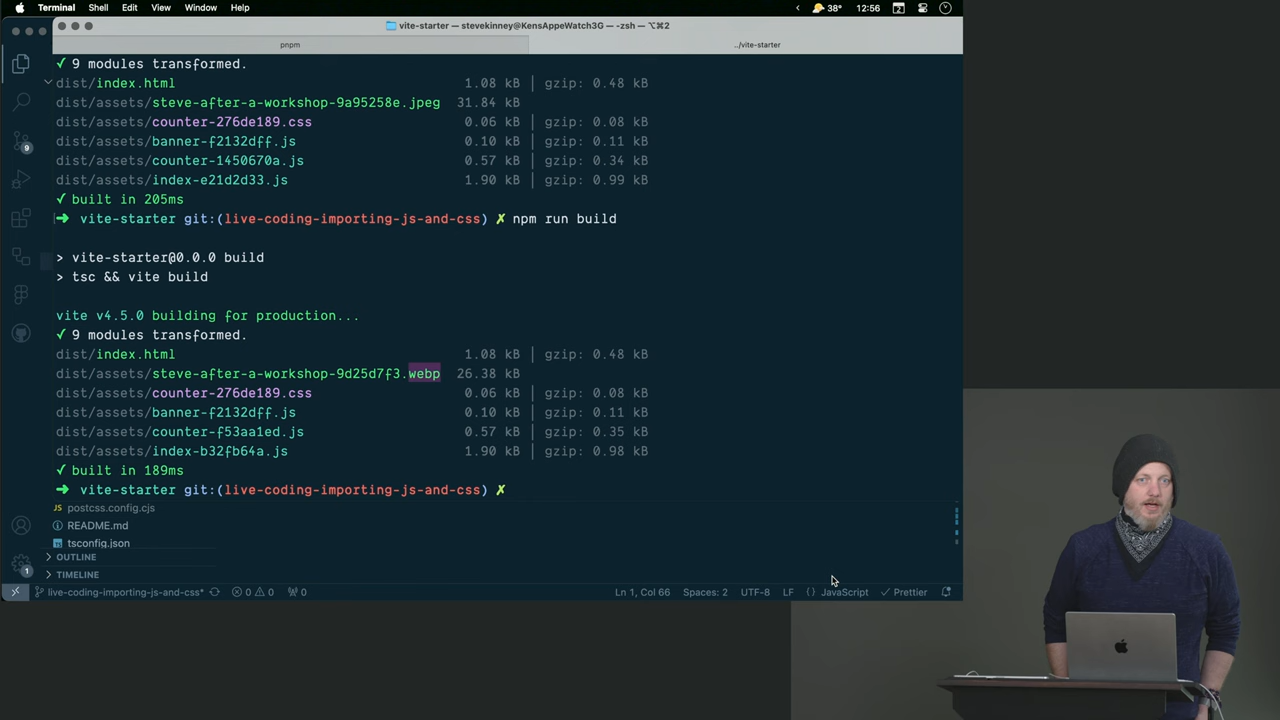 Terminal Shell Edit View Window Help
38° 12:56
vite-starter — stevekinney@KensAppeWatch3G — -zsh — ⌥⌘2
pnpm
../vite-starter
✓ 9 modules transformed.
dist/index.html 1.08 kB │ gzip: 0.48 kB
dist/assets/steve-after-a-workshop-9a95258e.jpeg 31.84 kB
dist/assets/counter-276de189.css 0.06 kB │ gzip: 0.08 kB
dist/assets/banner-f2132dff.js 0.10 kB │ gzip: 0.11 kB
dist/assets/counter-1450670a.js 0.57 kB │ gzip: 0.34 kB
dist/assets/index-e21d2d33.js 1.90 kB │ gzip: 0.99 kB
✓ built in 205ms
➜ vite-starter git:(live-coding-importing-js-and-css) ✗ npm run build
> vite-starter@0.0.0 build
> tsc && vite build
vite v4.5.0 building for production...
✓ 9 modules transformed.
dist/index.html 1.08 kB │ gzip: 0.48 kB
dist/assets/steve-after-a-workshop-9d25d7f3.webp 26.38 kB
dist/assets/counter-276de189.css 0.06 kB │ gzip: 0.08 kB
dist/assets/banner-f2132dff.js 0.10 kB │ gzip: 0.11 kB
dist/assets/counter-f53aa1ed.js 0.57 kB │ gzip: 0.35 kB
dist/assets/index-b32fb64a.js 1.90 kB │ gzip: 0.98 kB
✓ built in 189ms
➜ vite-starter git:(live-coding-importing-js-and-css) ✗
JS postcss.config.cjs
README.md
tsconfig.json
OUTLINE
TIMELINE
live-coding-importing-js-and-css* 0 0 0
Ln 1, Col 66 Spaces: 2 UTF-8 LF {} JavaScript ✓ Prettier
9
1